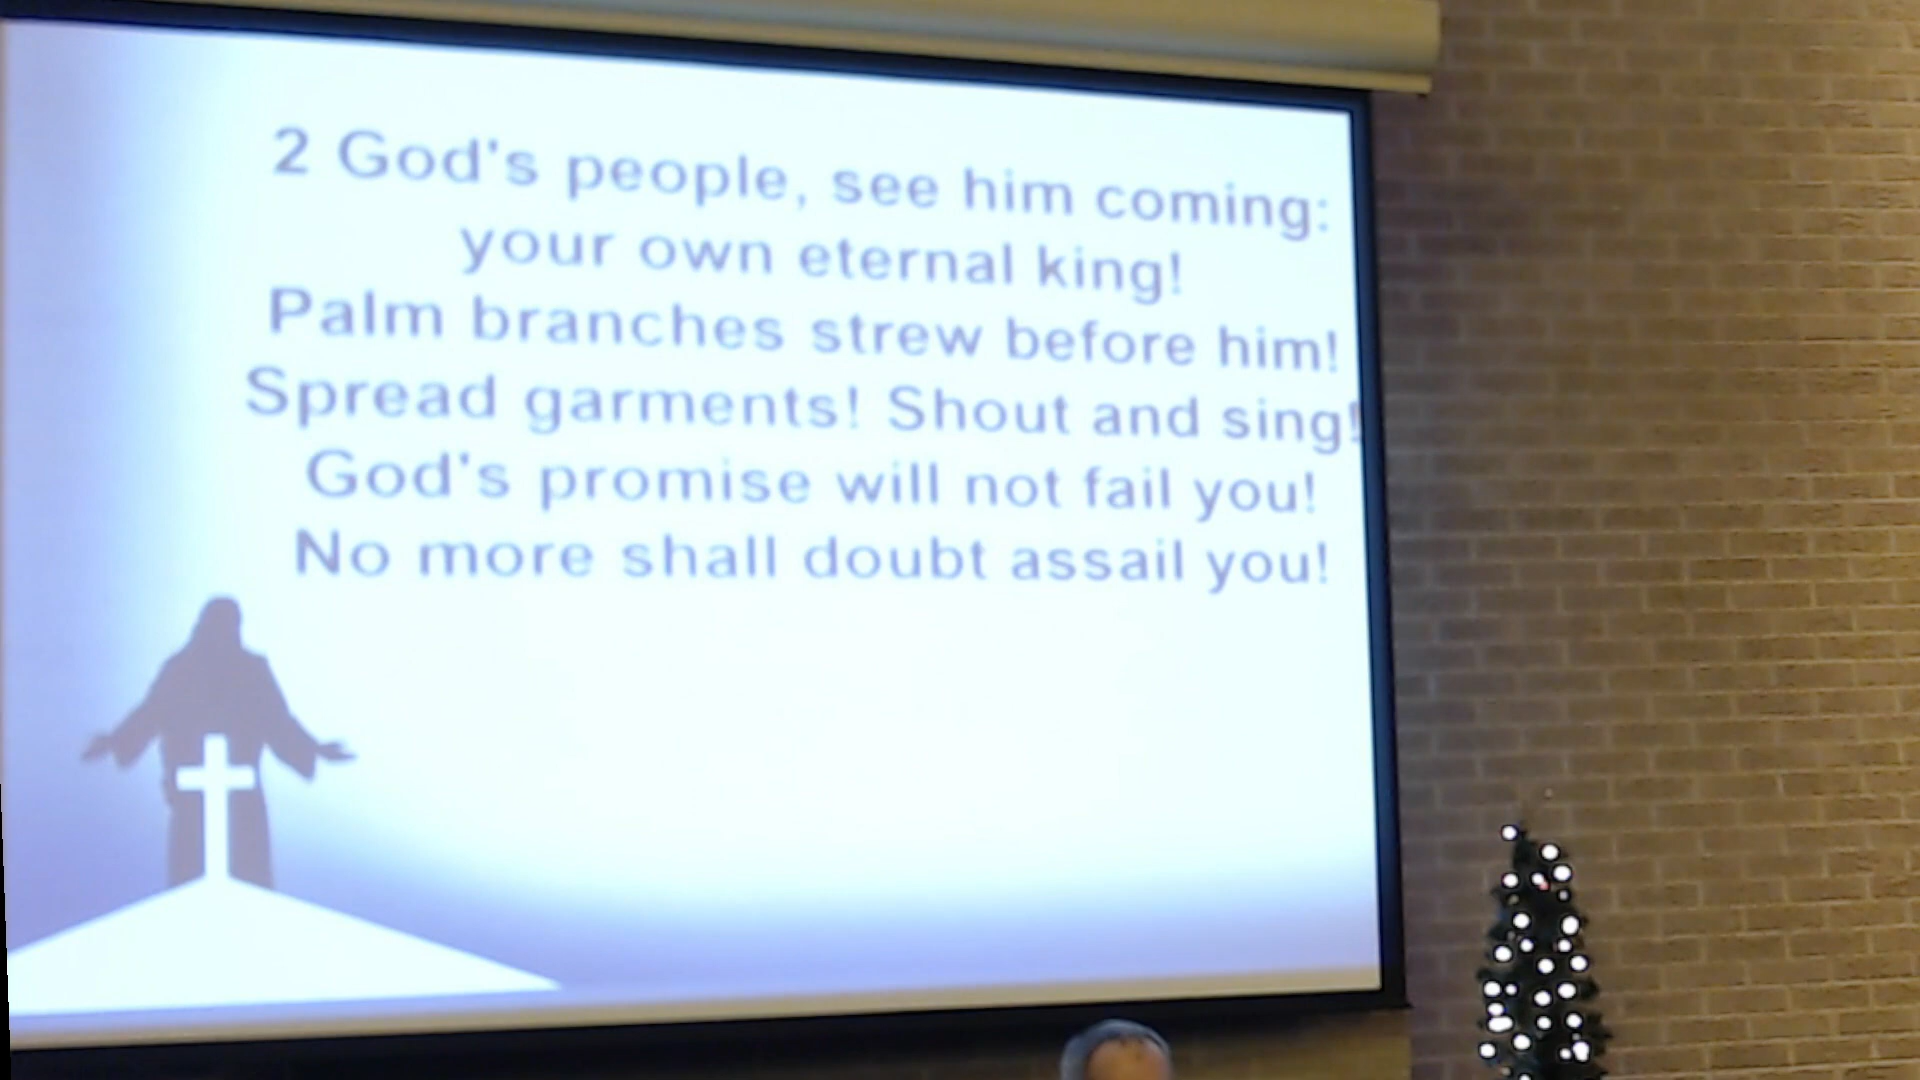 2 God's people, see him coming:
your own eternal king!
Palm branches strew before him!
Spread garments! Shout and sing!
God's promise will not fail you!
No more shall doubt assail you!